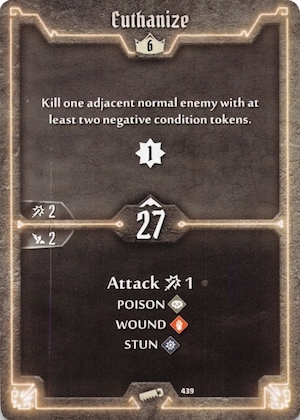 Euthanize
6
Kill one adjacent normal enemy with at
least two negative condition tokens.
1
2
27
2
Attack 1
POISON
WOUND
STUN
439